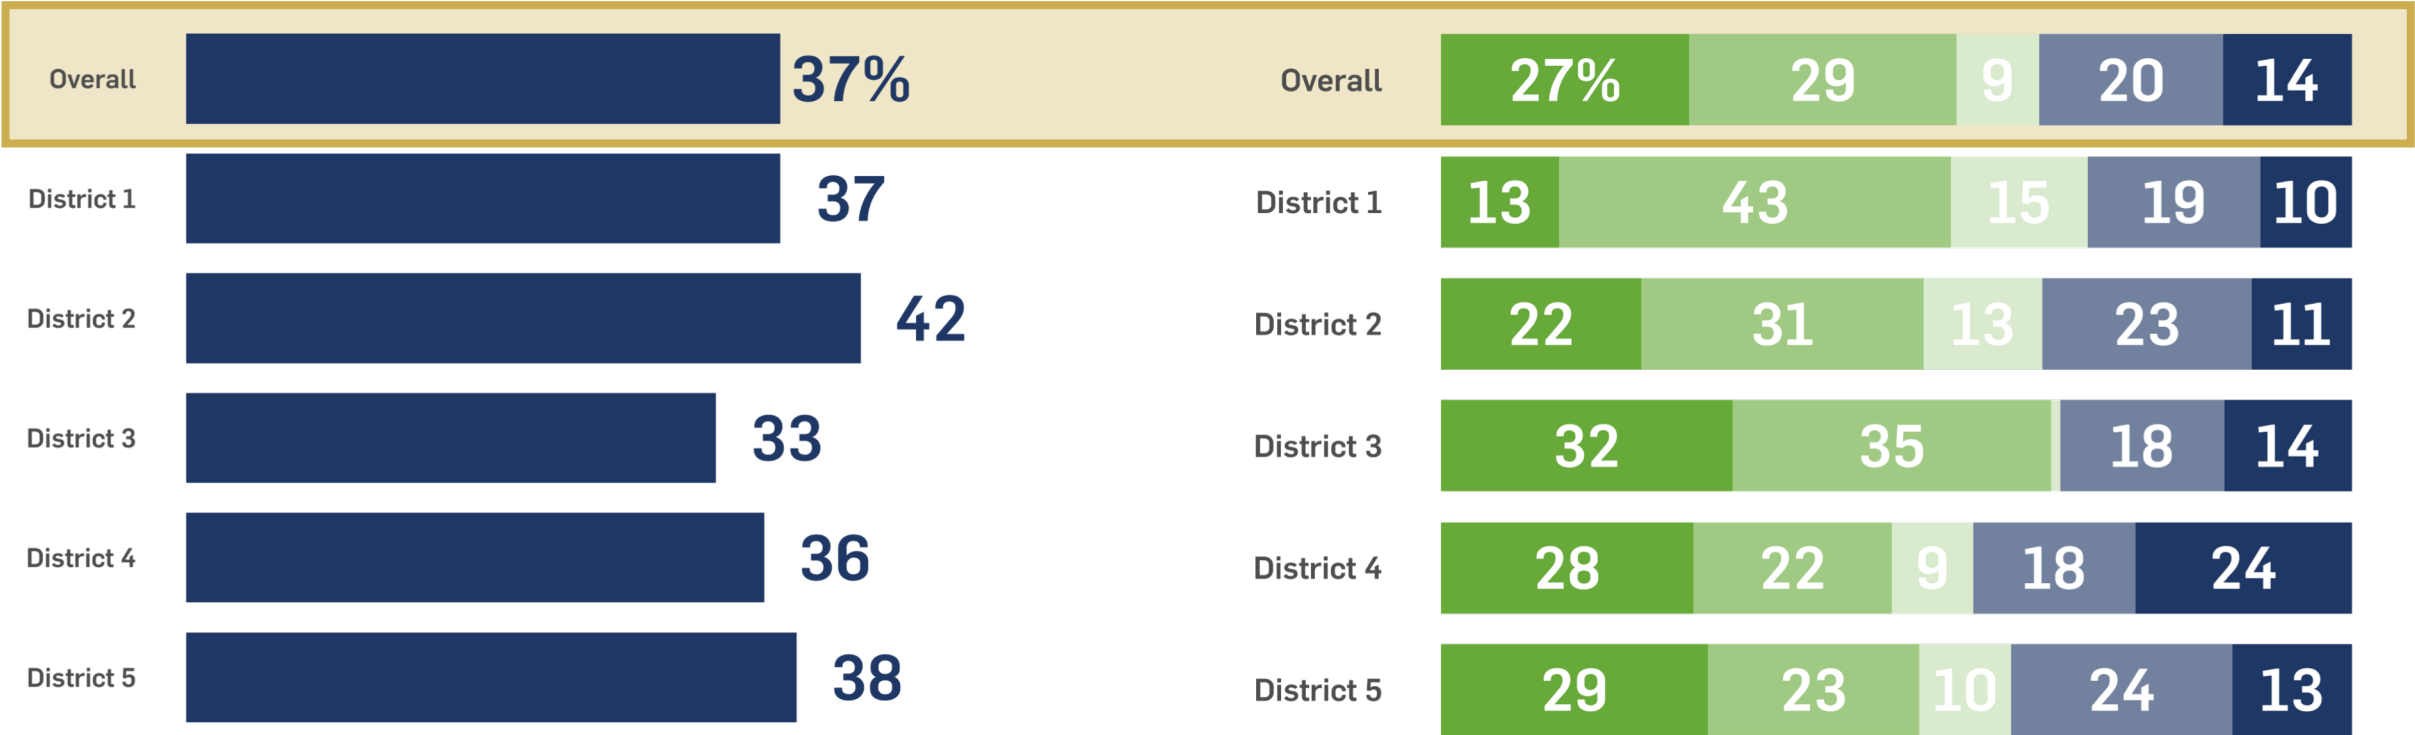 Overall 37% Overall 27% 29 9 20 14
District 1 37 District 1 13 43 15 19 10
District 2 42 District 2 22 31 13 23 11
District 3 33 District 3 32 35 18 14
District 4 36 District 4 28 22 9 18 24
District 5 38 District 5 29 23 10 24 13